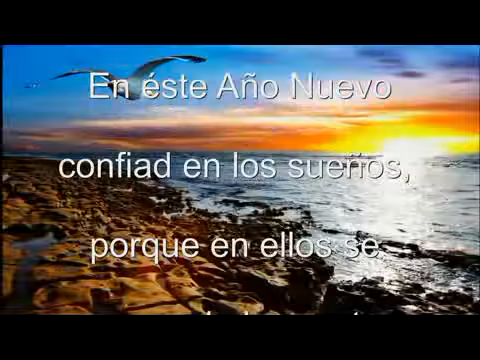 En éste Año Nuevo
confiad en los sueños,
porque en ellos se